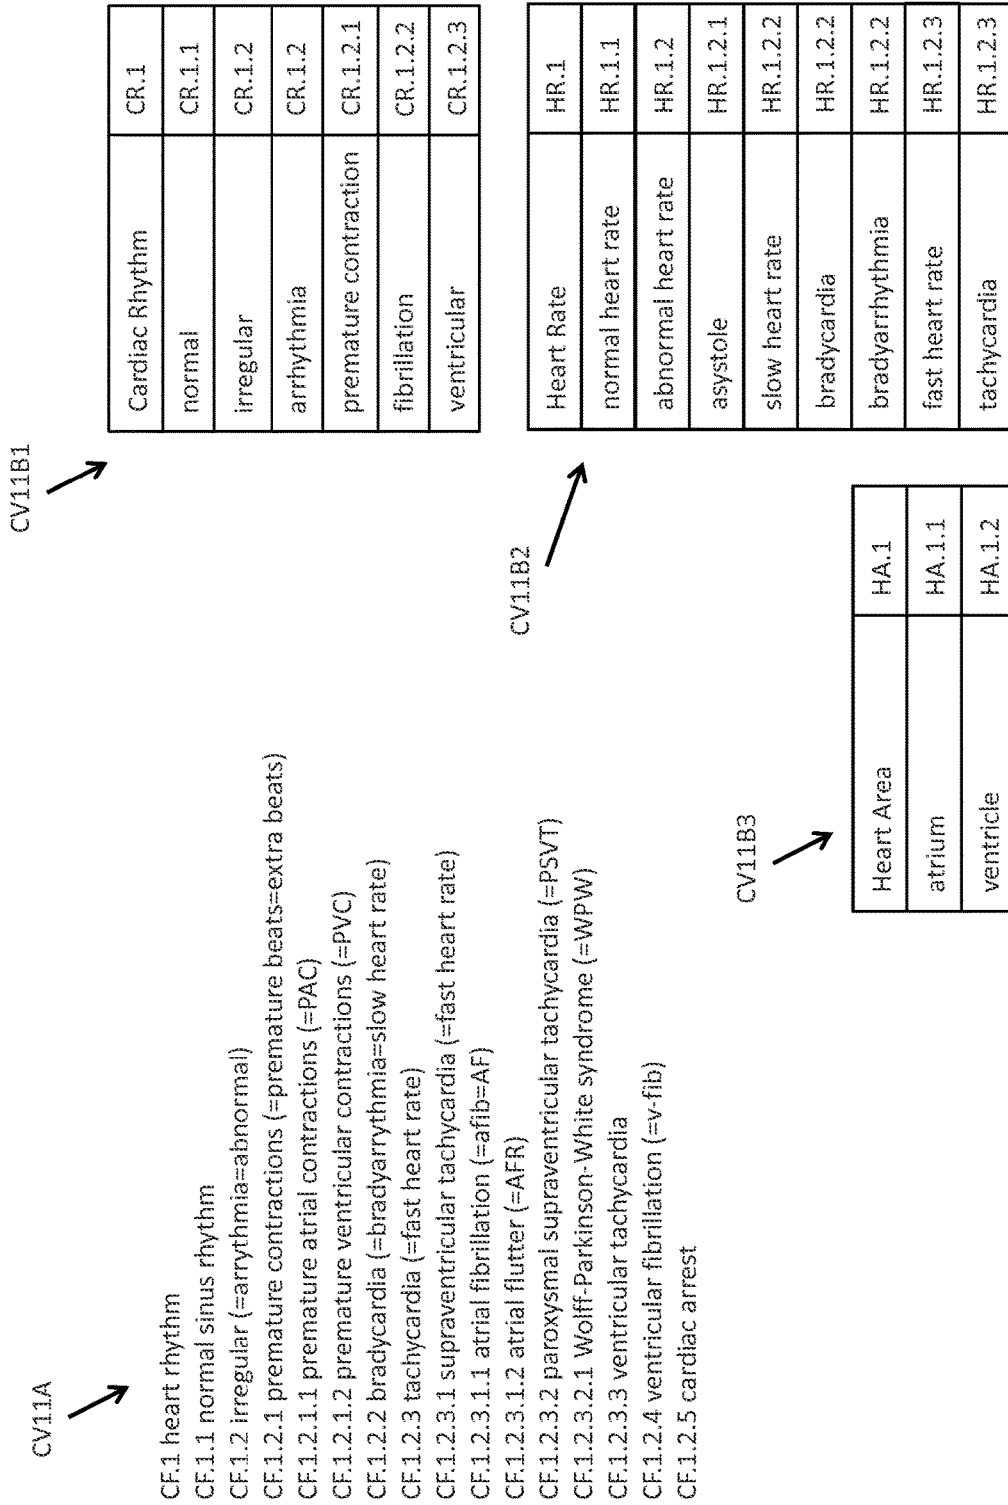 CV11A
CF.1 heart rhythm
CF.1.1 normal sinus rhythm
CF.1.2 irregular (=arrythmia=abnormal)
CF.1.2.1 premature contractions (=premature beats=extra beats)
CF.1.2.1.1 premature atrial contractions (=PAC)
CF.1.2.1.2 premature ventricular contractions (=PVC)
CF.1.2.2 bradycardia (=bradyarrythmia=slow heart rate)
CF.1.2.3 tachycardia (=fast heart rate)
CF.1.2.3.1 supraventricular tachycardia (=fast heart rate)
CF.1.2.3.1.1 atrial fibrillation (=afib=AF)
CF.1.2.3.1.2 atrial flutter (=AFR)
CF.1.2.3.2 paroxysmal supraventricular tachycardia (=PSVT)
CF.1.2.3.2.1 Wolff-Parkinson-White syndrome (=WPW)
CF.1.2.3.3 ventricular tachycardia
CF.1.2.4 ventricular fibrillation (=v-fib)
CF.1.2.5 cardiac arrest
CV11B1
Cardiac Rhythm CR.1
normal CR.1.1
irregular CR.1.2
arrhythmia CR.1.2
premature contraction CR.1.2.1
fibrillation CR.1.2.2
ventricular CR.1.2.3
CV11B2
Heart Rate HR.1
normal heart rate HR.1.1
abnormal heart rate HR.1.2
asystole HR.1.2.1
slow heart rate HR.1.2.2
bradycardia HR.1.2.2
bradyarrhythmia HR.1.2.2
fast heart rate HR.1.2.3
tachycardia HR.1.2.3
CV11B3
Heart Area HA.1
atrium HA.1.1
ventricle HA.1.2